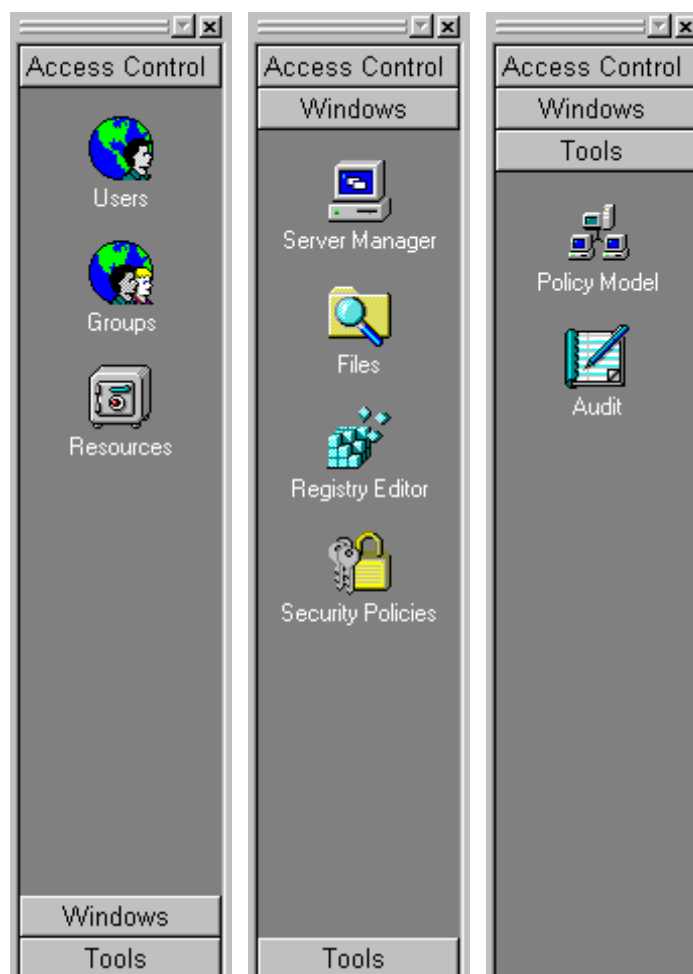 Access Control
Users
Groups
Resources
Windows
Tools
Access Control
Windows
Server Manager
Files
Registry Editor
Security Policies
Tools
Access Control
Windows
Tools
Policy Model
Audit